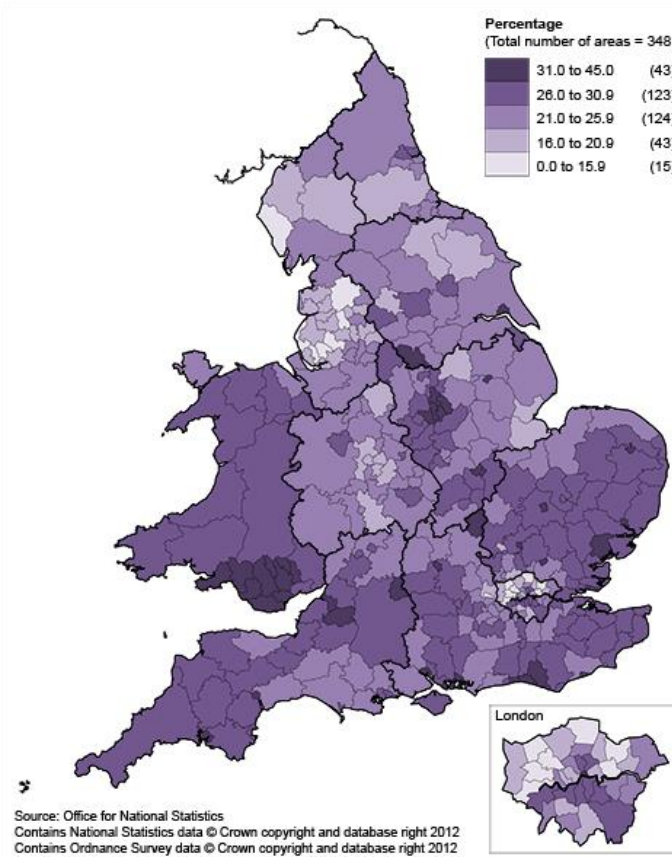 Percentage
(Total number of areas = 348
31.0 to 45.0 (43
26.0 to 30.9 (123
21.0 to 25.9 (124
16.0 to 20.9 (43
0.0 to 15.9 (15
London
Source: Office for National Statistics
Contains National Statistics data © Crown copyright and database right 2012
Contains Ordnance Survey data © Crown copyright and database right 2012